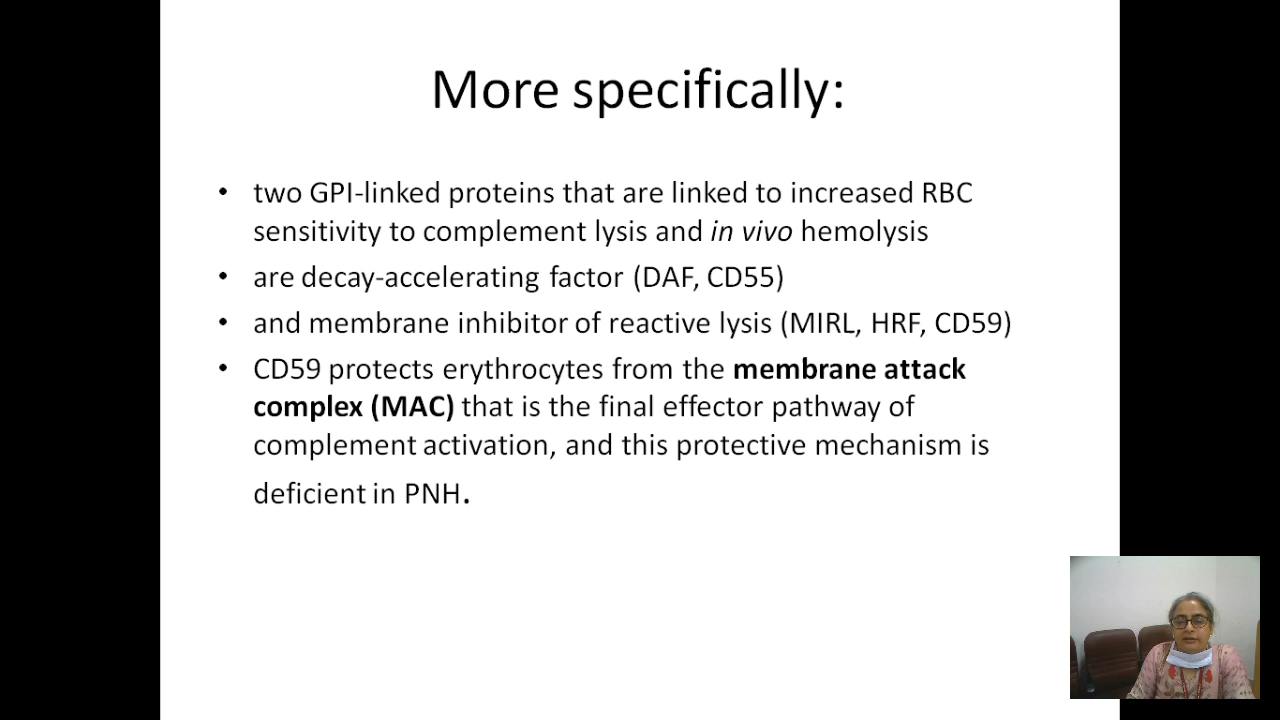 More specifically:
• two GPI-linked proteins that are linked to increased RBC
sensitivity to complement lysis and in vivo hemolysis
• are decay-accelerating factor (DAF, CD55)
• and membrane inhibitor of reactive lysis (MIRL, HRF, CD59)
• CD59 protects erythrocytes from the membrane attack
complex (MAC) that is the final effector pathway of
complement activation, and this protective mechanism is
deficient in PNH.